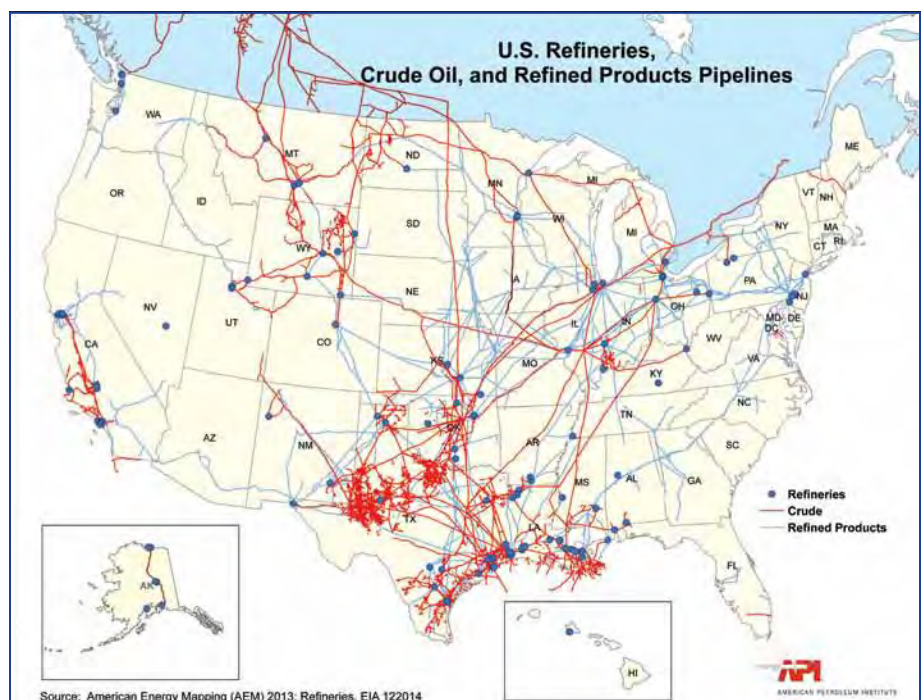 U.S. Refineries,
Crude Oil, and Refined Products Pipelines
WA
MT
ND
MN
MI
ME
OR
ID
SD
WI
VT
NH
WY
MI
NY
MA
CT
RI
NE
IA
PA
NV
UT
IL
IN
OH
NJ
CA
CO
MD
DE
DC
WV
KS
MO
VA
KY
AZ
NM
OK
AR
TN
NC
SC
MS
AL
GA
TX
LA
Refineries
Crude
Refined Products
FL
AK
HI
API
AMERICAN PETROLEUM INSTITUTE
Source: American Energy Mapping (AEM) 2013; Refineries, EIA 122014